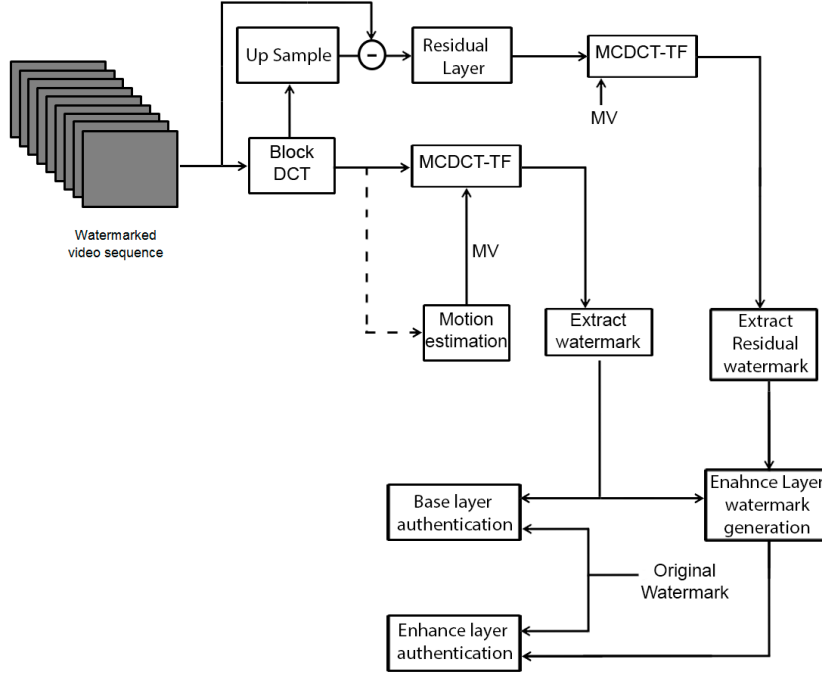 Up Sample
Residual
Layer
MCDCT-TF
MV
Block
DCT
MCDCT-TF
Watermarked
video sequence
MV
Motion
estimation
Extract
watermark
Extract
Residual
watermark
Base layer
authentication
Enahnce Layer
watermark
generation
Original
Watermark
Enhance layer
authentication